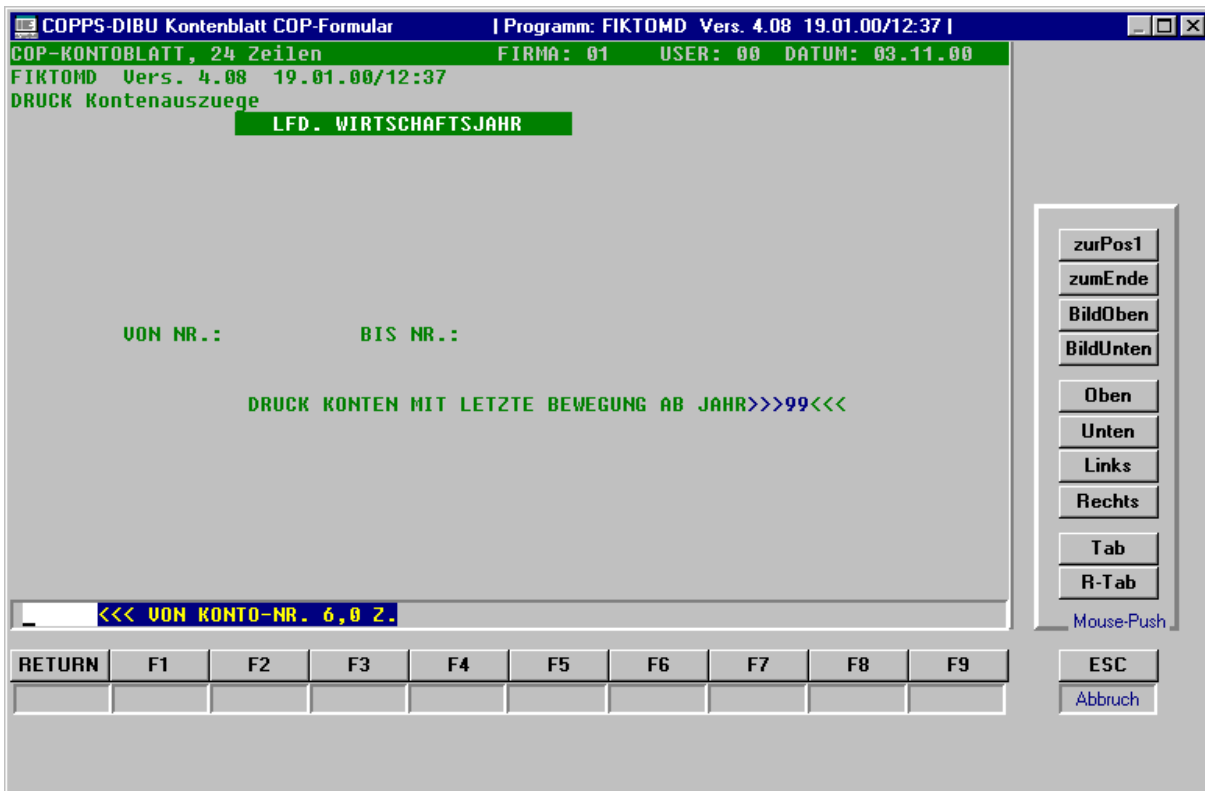 COPPS-DIBU Kontenblatt COP-Formular | Programm: FIKTOMD Vers. 4.08 19.01.00/12:37 |
COP-KONTOBLATT, 24 Zeilen FIRMA: 01 USER: 00 DATUM: 03.11.00
FIKTOMD Vers. 4.08 19.01.00/12:37
DRUCK Kontenauszuege
LFD. WIRTSCHAFTSJAHR
zurPos1
zumEnde
BildOben
VON NR.: BIS NR.:
BildUnten
Oben
DRUCK KONTEN MIT LETZTE BEWEGUNG AB JAHR>>>99<<<
Unten
Links
Rechts
Tab
R-Tab
_ <<< VON KONTO-NR. 6,0 Z.
Mouse-Push
RETURN F1 F2 F3 F4 F5 F6 F7 F8 F9 ESC
Abbruch